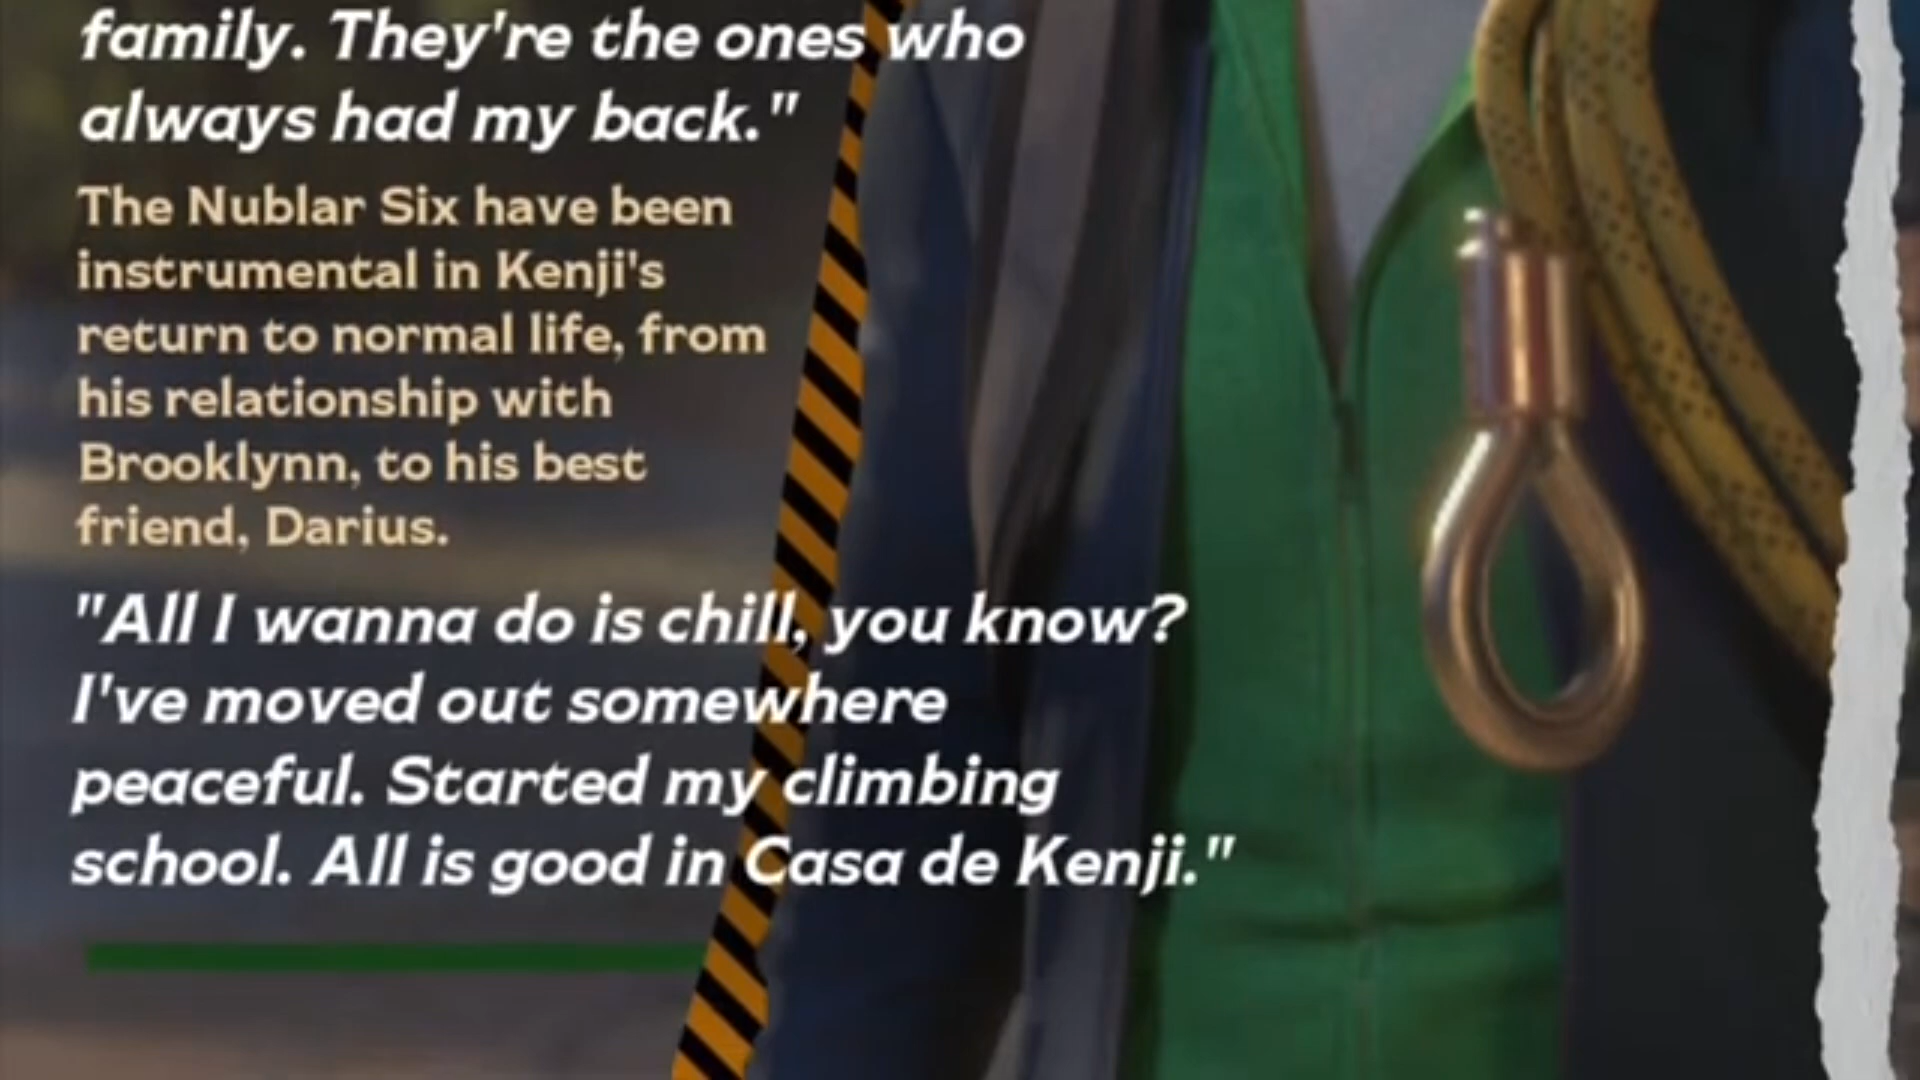 family. They're the ones who
always had my back."
The Nublar Six have been
instrumental in Kenji's
return to normal life, from
his relationship with
Brooklynn, to his best
friend, Darius.
"All I wanna do is chill, you know?
I've moved out somewhere
peaceful. Started my climbing
school. All is good in Casa de Kenji."